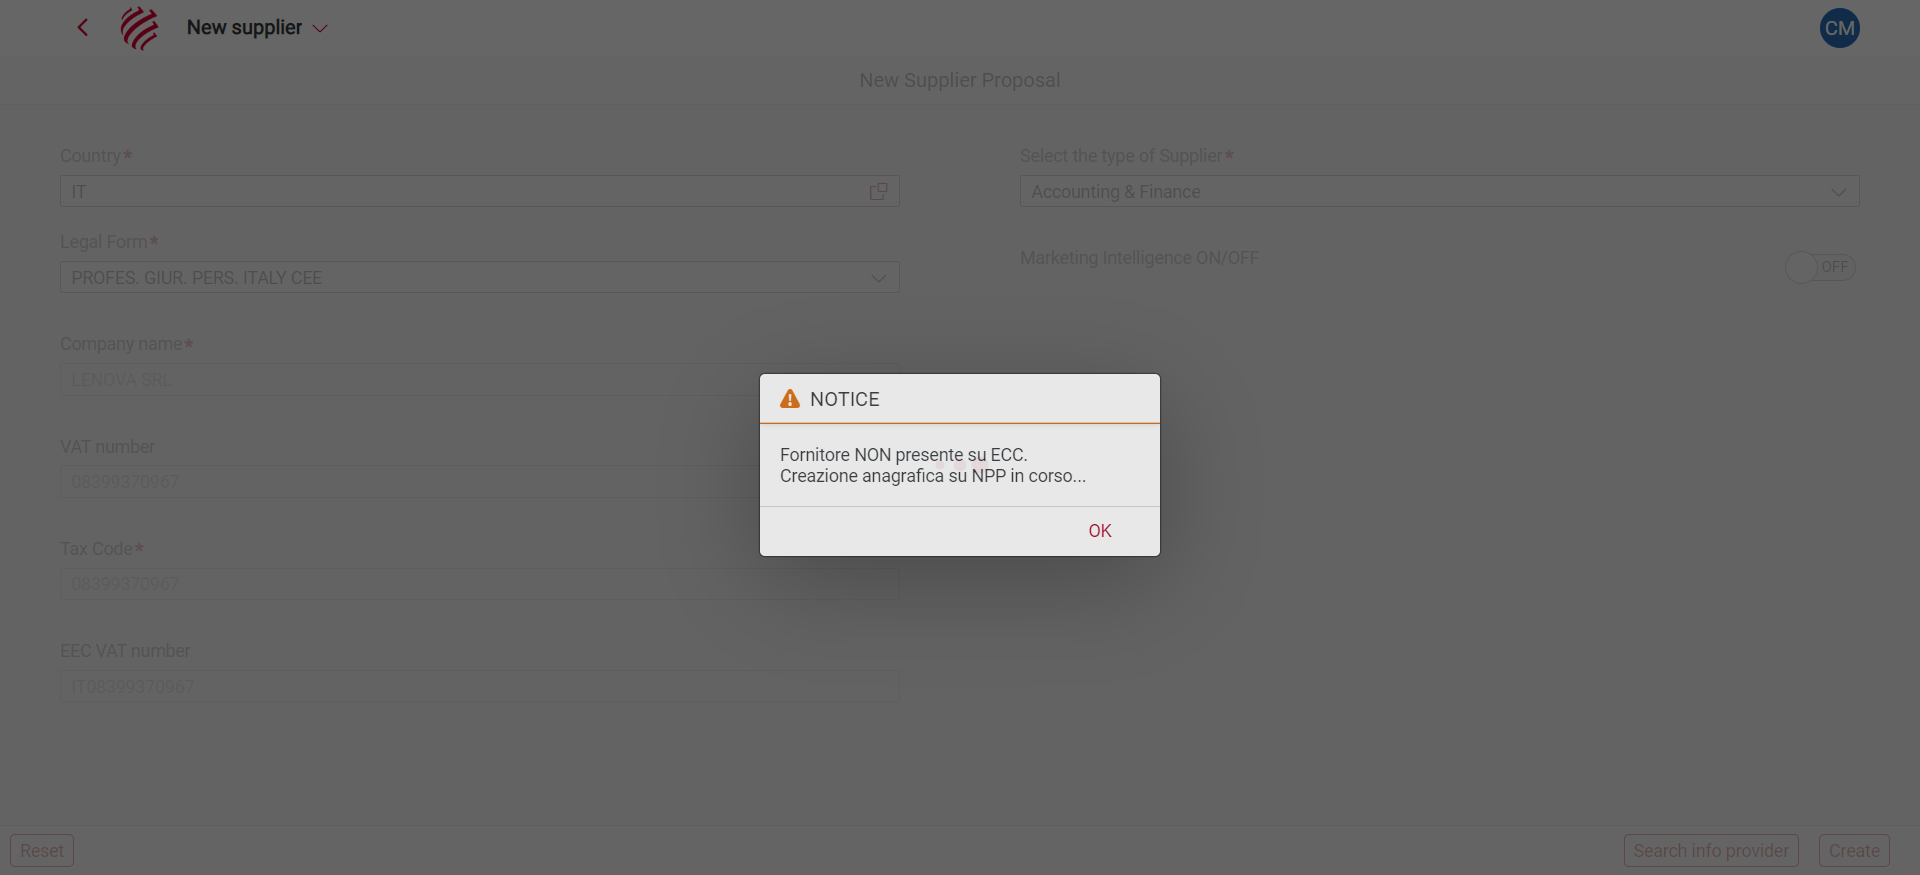 New supplier
CM
New Supplier Proposal
Country*
IT
Select the type of Supplier*
Accounting & Finance
Legal Form*
PROFES. GIUR. PERS. ITALY CEE
Marketing Intelligence ON/OFF
OFF
Company name*
LENOVA SRL
VAT number
08399370967
Tax Code*
08399370967
EEC VAT number
IT08399370967
NOTICE
Fornitore NON presente su ECC.
Creazione anagrafica su NPP in corso...
OK
Reset
Search info provider
Create